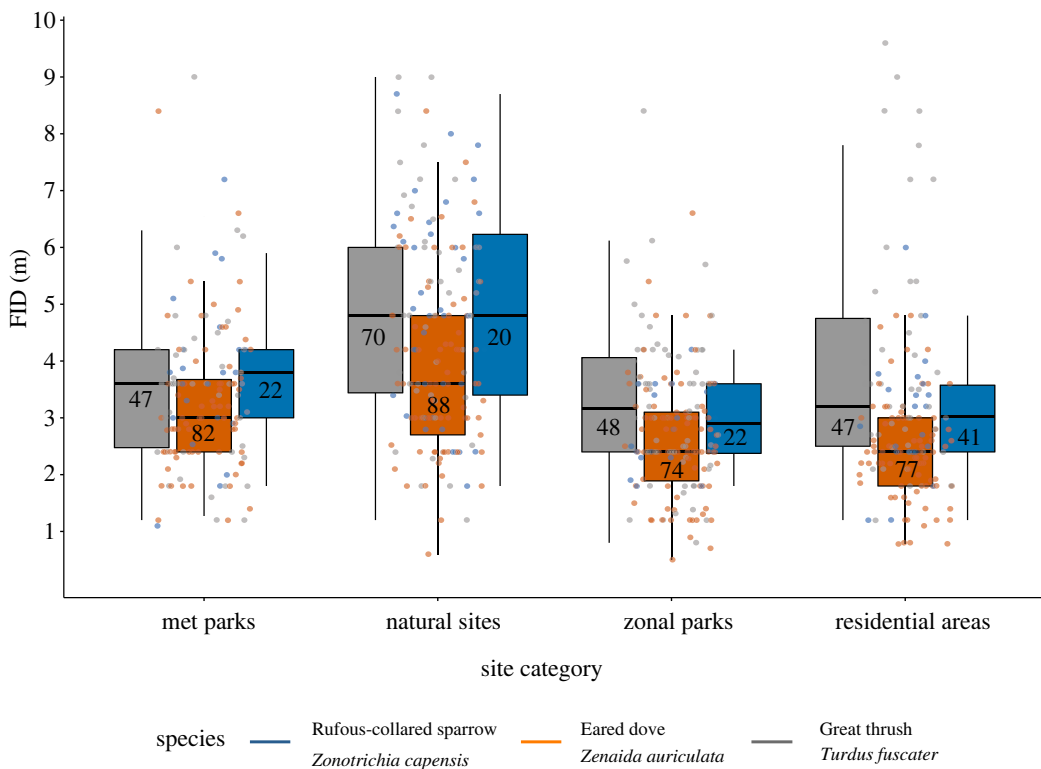 10
9
8
7
6
5
4
3
2
1
FID (m)
47
82
22
70
88
20
48
74
22
47
77
41
met parks
natural sites
zonal parks
residential areas
site category
species
Rufous-collared sparrow
Zonotrichia capensis
Eared dove
Zenaida auriculata
Great thrush
Turdus fuscater